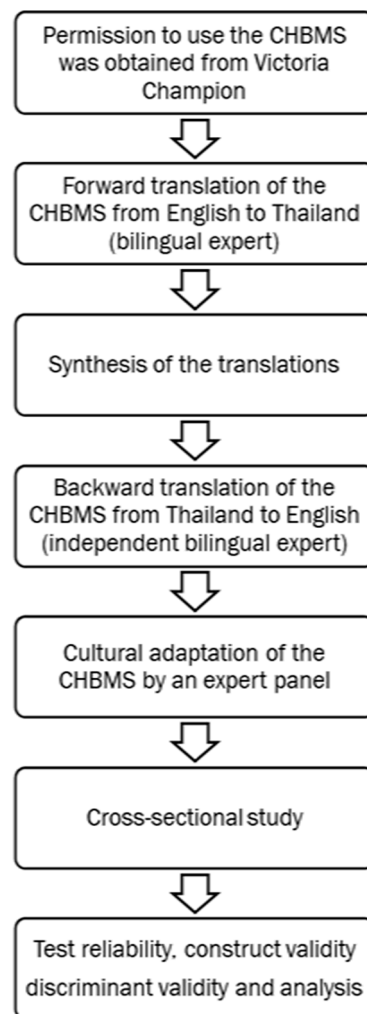 Permission to use the CHBMS
was obtained from Victoria
Champion
Forward translation of the
CHBMS from English to Thailand
(bilingual expert)
Synthesis of the translations
Backward translation of the
CHBMS from Thailand to English
(independent bilingual expert)
Cultural adaptation of the
CHBMS by an expert panel
Cross-sectional study
Test reliability, construct validity
discriminant validity and analysis